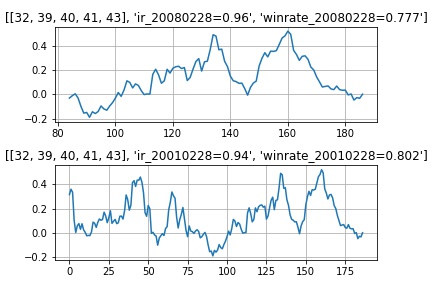 [[32, 39, 40, 41, 43], 'ir_20080228=0.96', 'winrate_20080228=0.777']
0.4
0.2
0.0
−0.2
80 100 120 140 160 180
[[32, 39, 40, 41, 43], 'ir_20010228=0.94', 'winrate_20010228=0.802']
0.4
0.2
0.0
−0.2
0 25 50 75 100 125 150 175